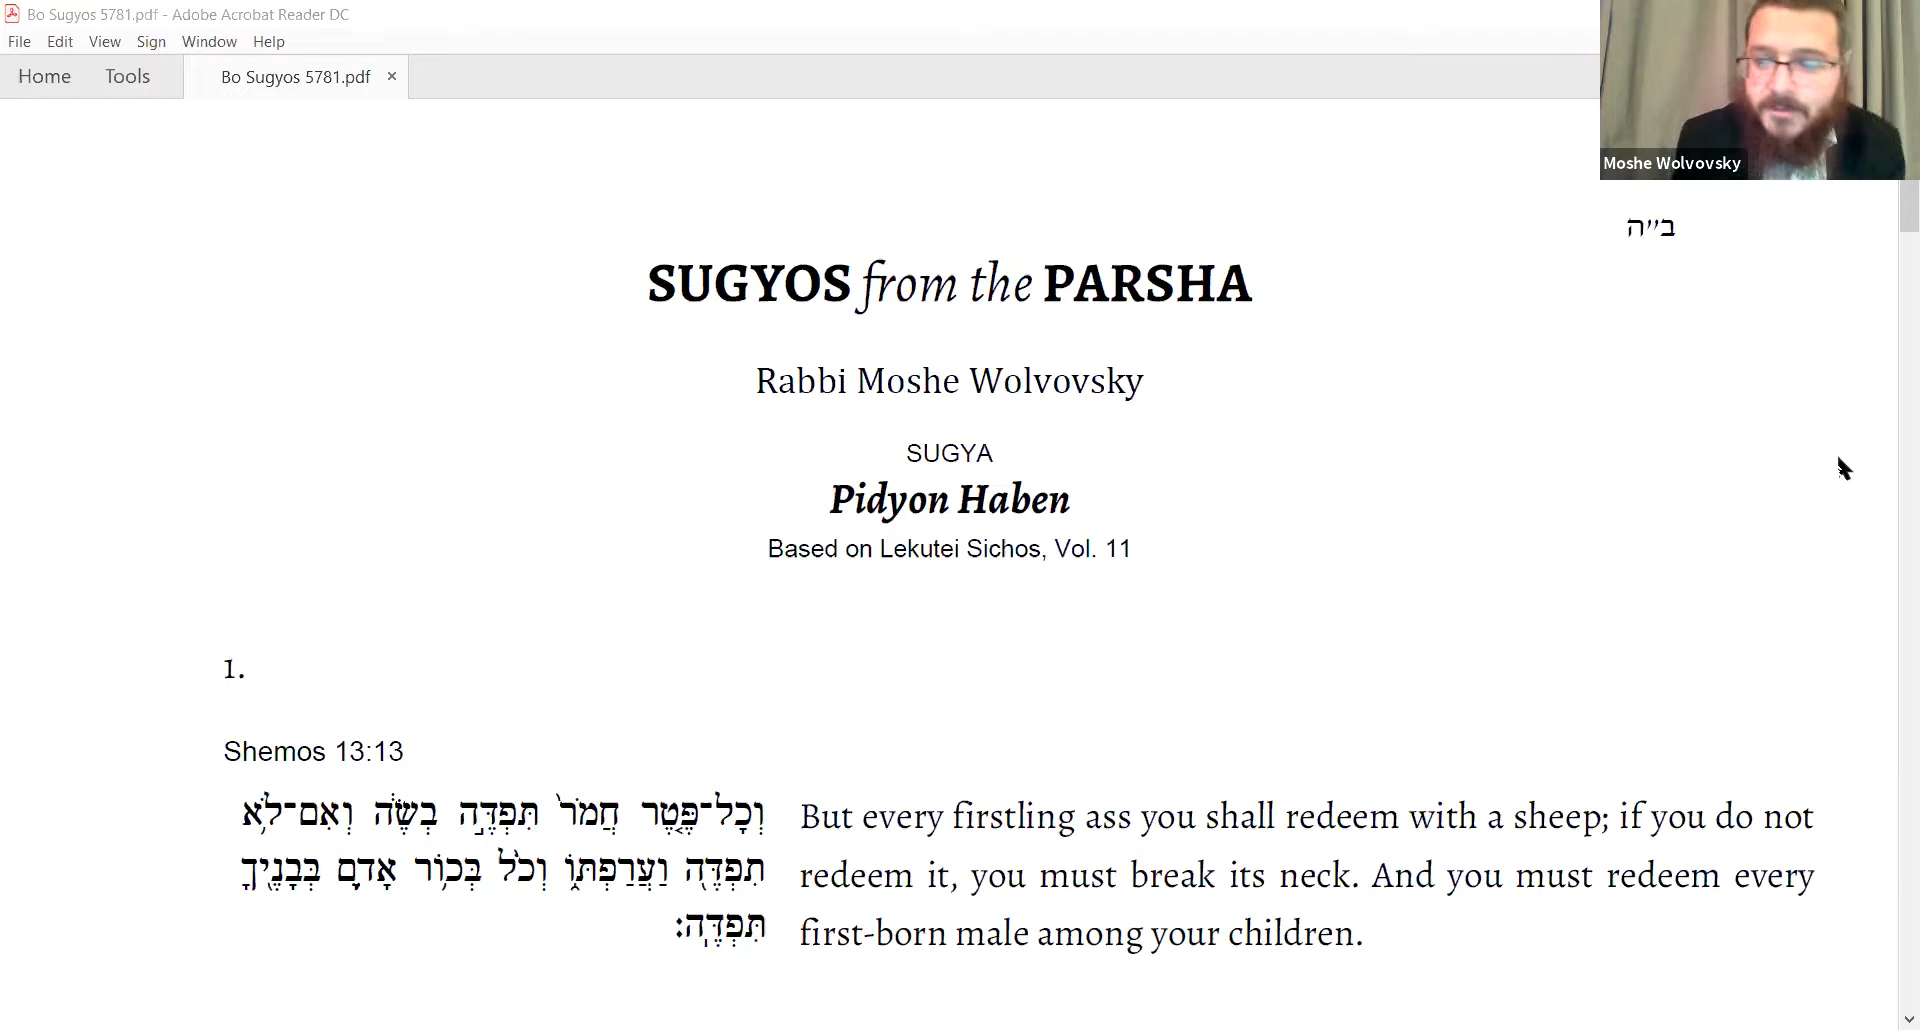 Bo Sugyos 5781.pdf - Adobe Acrobat Reader DC
File Edit View Sign Window Help
Home Tools Bo Sugyos 5781.pdf ×
Moshe Wolvovsky
ב״ה
SUGYOS from the PARSHA
Rabbi Moshe Wolvovsky
SUGYA
Pidyon Haben
Based on Lekutei Sichos, Vol. 11
1.
Shemos 13:13
וְכׇל־פֶּ֤טֶר חֲמֹר֙ תִּפְדֶּ֣ה בְשֶׂ֔ה וְאִם־לֹ֥א
תִפְדֶּ֖ה וַעֲרַפְתּ֑וֹ וְכֹ֨ל בְּכ֥וֹר אָדָ֛ם בְּבָנֶ֖יךָ
תִּפְדֶּֽה׃
But every firstling ass you shall redeem with a sheep; if you do not
redeem it, you must break its neck. And you must redeem every
first-born male among your children.